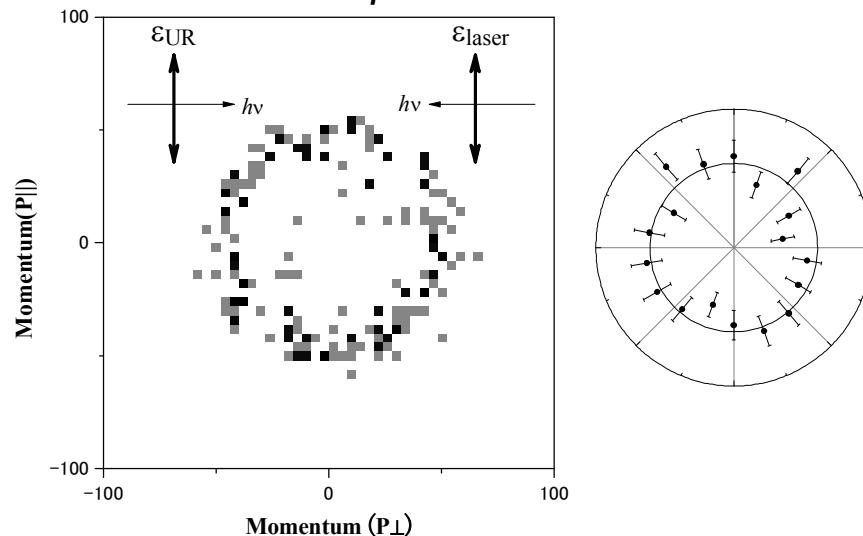 100
εUR
εlaser
hν
hν
Momentum(P||)
0
-100
-100
0
100
Momentum (P⊥)